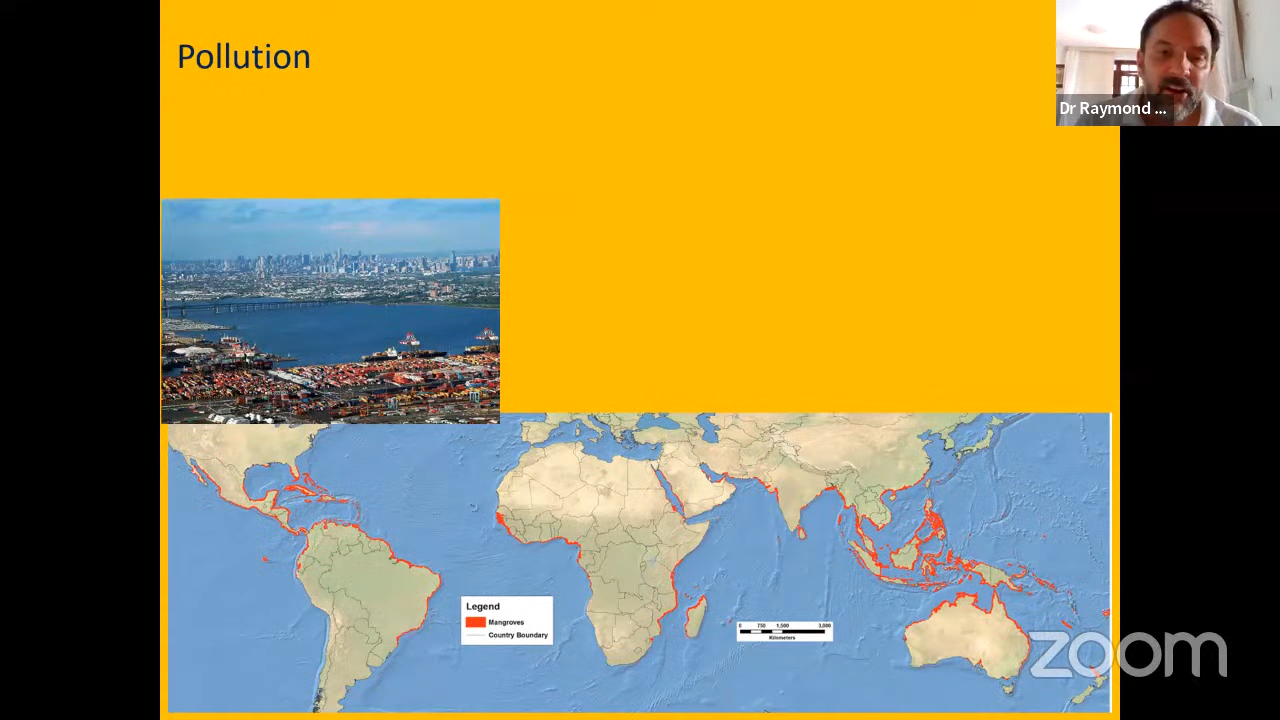 Pollution
Dr Raymond ...
Legend
Mangroves
Country Boundary
0 750 1,500 3,000
Kilometers
zoom